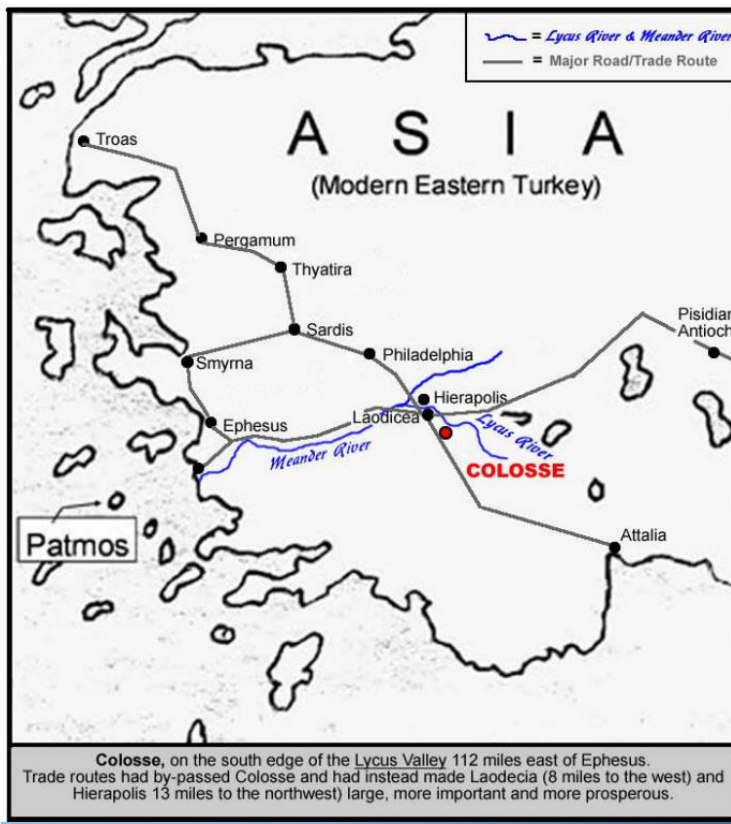 = Lycus River & Meander River
= Major Road/Trade Route
A S I A
(Modern Eastern Turkey)
Troas
Pergamum
Thyatira
Sardis
Smyrna
Philadelphia
Pisidian
Antioch
Hierapolis
Laodicea
Ephesus
Lycus River
Meander River
COLOSSE
Patmos
Attalia
Colosse, on the south edge of the Lycus Valley 112 miles east of Ephesus.
Trade routes had by-passed Colosse and had instead made Laodecia (8 miles to the west) and
Hierapolis 13 miles to the northwest) large, more important and more prosperous.